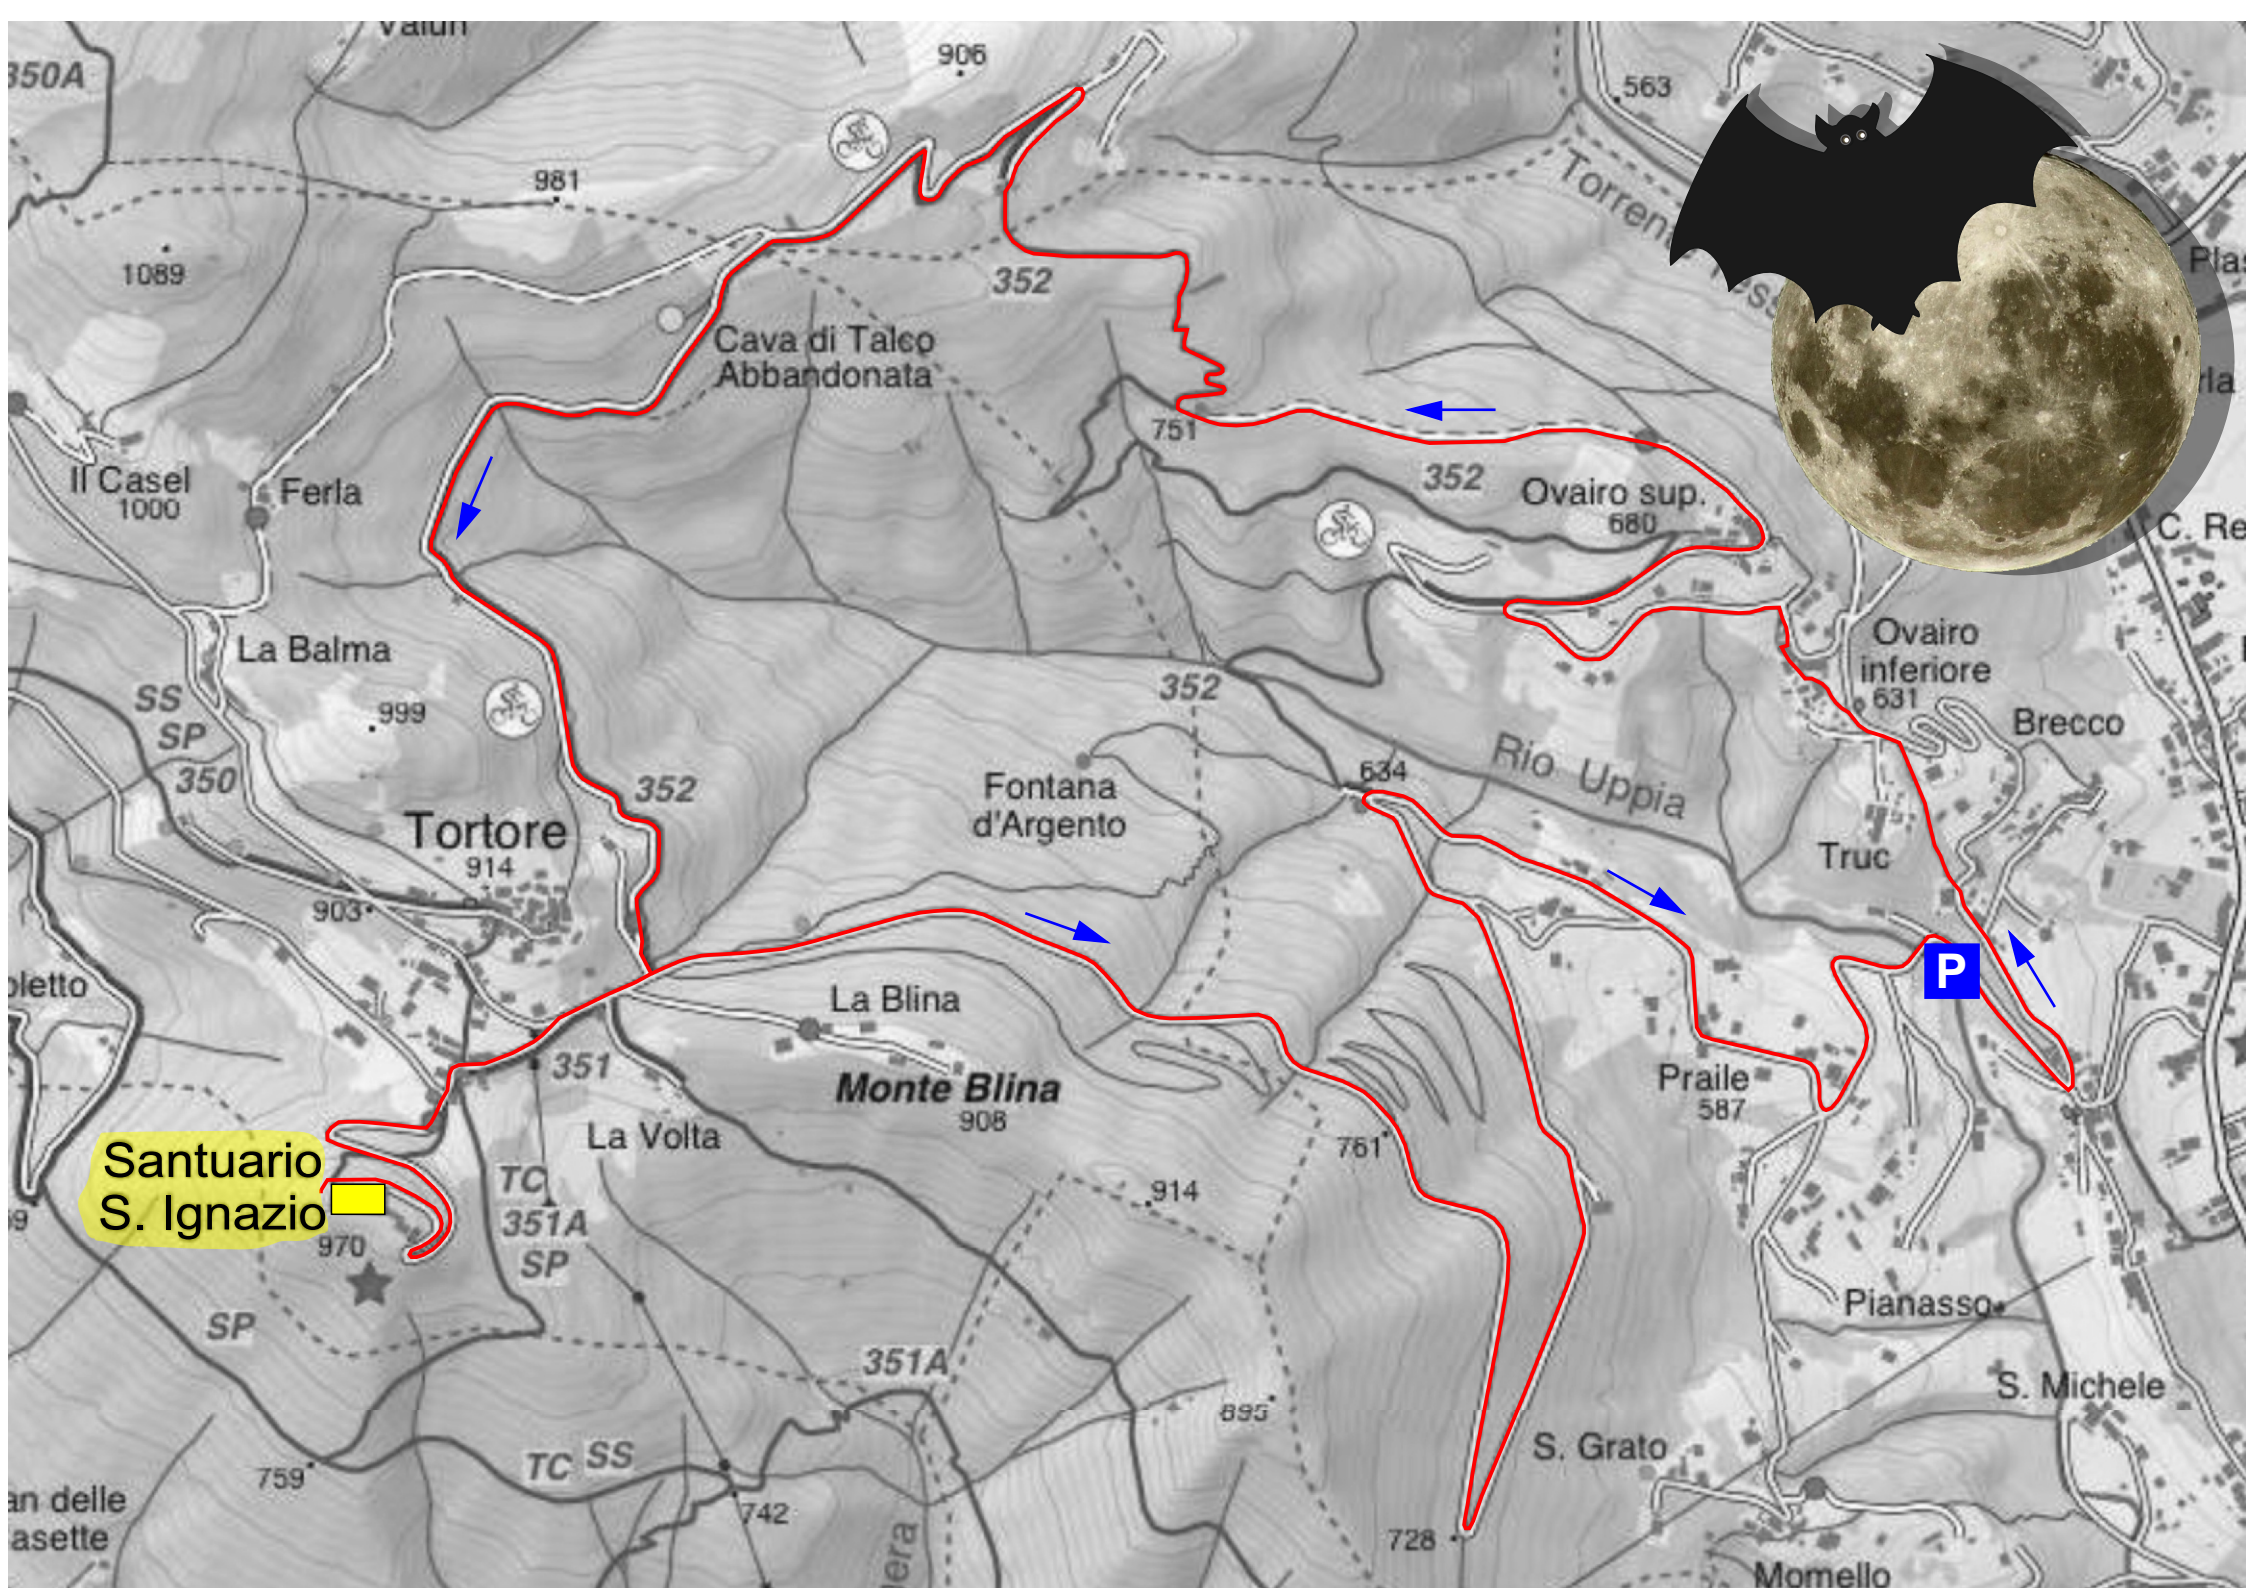 Valun
350A
906
563
981
Torren
1089
352
Plas
Cava di Talco
Abbandonata
rla
751
352
Il Casel
1000
Ferla
Ovairo sup.
680
C. Re
La Balma
Ovairo
inferiore
631
SS
SP
350
999
352
Brecco
Rio Uppia
634
352
Fontana
d'Argento
Tortore
914
Truc
903
P
oletto
La Blina
351
Monte Blina
908
Praile
587
La Volta
761
Santuario
S. Ignazio
970
TC
351A
SP
914
Pianasso
SP
351A
S. Michele
895
S. Grato
759
TC SS
742
728
an delle
asette
nera
Momello